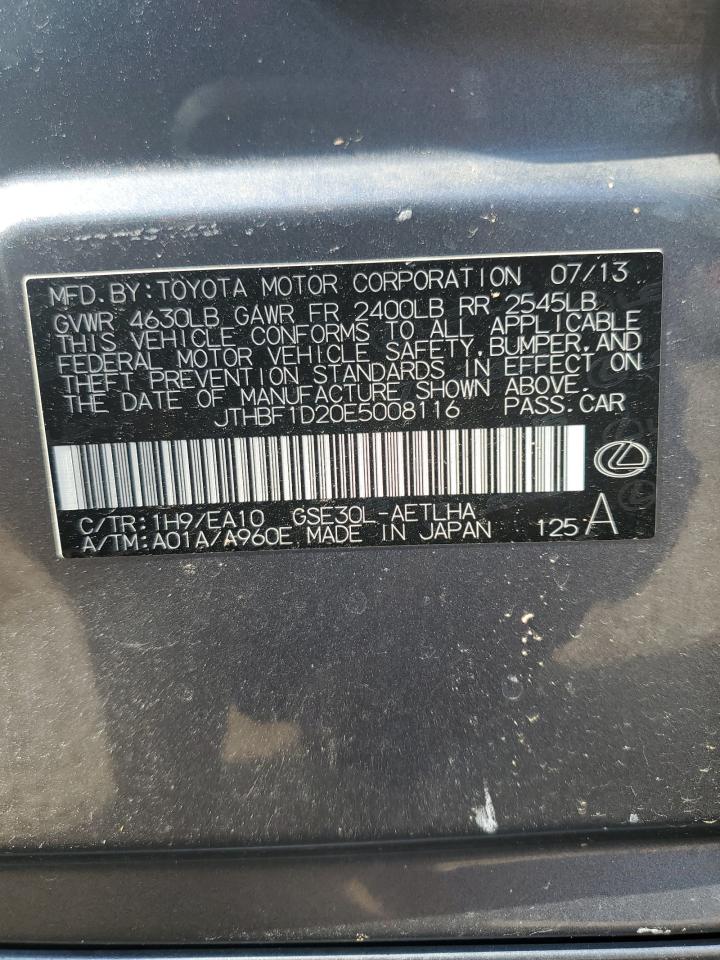 MFD. BY: TOYOTA MOTOR CORPORATION 07/13
GVWR 4630LB GAWR FR 2400LB RR 2545LB
THIS VEHICLE CONFORMS TO ALL APPLICABLE
FEDERAL MOTOR VEHICLE SAFETY, BUMPER, AND
THEFT PREVENTION STANDARDS IN EFFECT ON
THE DATE OF MANUFACTURE SHOWN ABOVE.
JTHBF1D20E5008116 PASS. CAR
C/TR: 1H9/EA10 GSE30L-AETLHA
A/TM: A01A/A960E MADE IN JAPAN 125 A